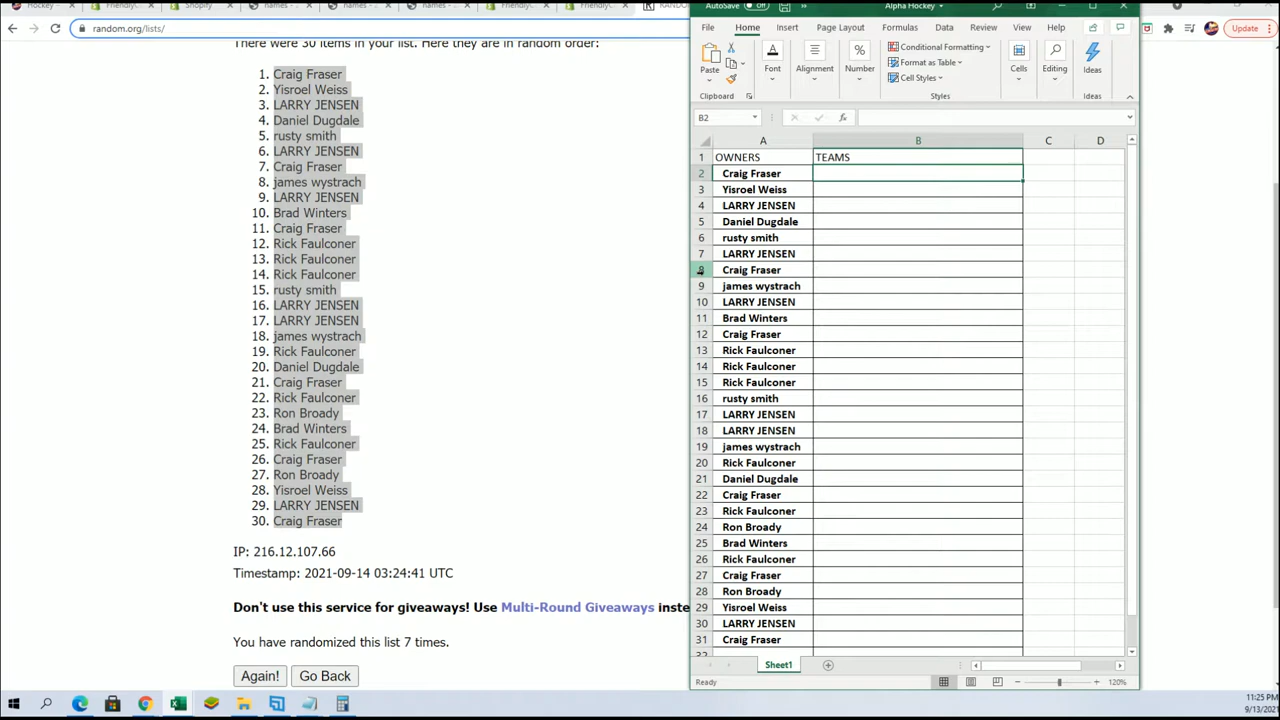 Hockey
Shopify
AutoSave
Off
Alpha Hockey
random.org/lists/
Update
There were 30 items in your list. Here they are in random order:
1. Craig Fraser
2. Yisroel Weiss
3. LARRY JENSEN
4. Daniel Dugdale
5. rusty smith
6. LARRY JENSEN
7. Craig Fraser
8. james wystrach
9. LARRY JENSEN
10. Brad Winters
11. Craig Fraser
12. Rick Faulconer
13. Rick Faulconer
14. Rick Faulconer
15. rusty smith
16. LARRY JENSEN
17. LARRY JENSEN
18. james wystrach
19. Rick Faulconer
20. Daniel Dugdale
21. Craig Fraser
22. Rick Faulconer
23. Ron Broady
24. Brad Winters
25. Rick Faulconer
26. Craig Fraser
27. Ron Broady
28. Yisroel Weiss
29. LARRY JENSEN
30. Craig Fraser
IP: 216.12.107.66
Timestamp: 2021-09-14 03:24:41 UTC
Don't use this service for giveaways! Use Multi-Round Giveaways inste
You have randomized this list 7 times.
Again! Go Back
File Home Insert Page Layout Formulas Data Review View Help
Paste Font Alignment Number Conditional Formatting Format as Table Cell Styles Cells Editing Ideas
Clipboard Styles Ideas
B2 fx
A B C D
1 OWNERS TEAMS
2 Craig Fraser
3 Yisroel Weiss
4 LARRY JENSEN
5 Daniel Dugdale
6 rusty smith
7 LARRY JENSEN
8 Craig Fraser
9 james wystrach
10 LARRY JENSEN
11 Brad Winters
12 Craig Fraser
13 Rick Faulconer
14 Rick Faulconer
15 Rick Faulconer
16 rusty smith
17 LARRY JENSEN
18 LARRY JENSEN
19 james wystrach
20 Rick Faulconer
21 Daniel Dugdale
22 Craig Fraser
23 Rick Faulconer
24 Ron Broady
25 Brad Winters
26 Rick Faulconer
27 Craig Fraser
28 Ron Broady
29 Yisroel Weiss
30 LARRY JENSEN
31 Craig Fraser
Sheet1
Ready 120%
11:25 PM